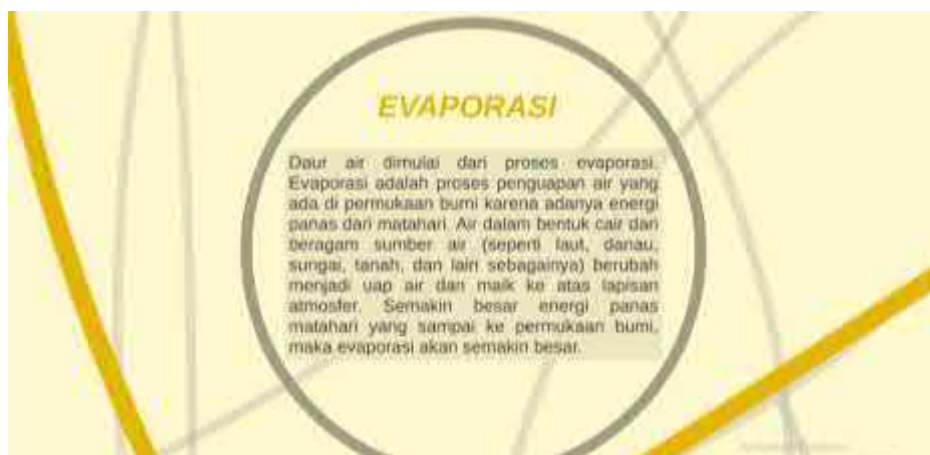 EVAPORASI
Daur air dimulai dari proses evaporasi.
Evaporasi adalah proses penguapan air yang
ada di permukaan bumi karena adanya energi
panas dari matahari. Air dalam bentuk cair dari
beragam sumber air (seperti laut, danau,
sungai, tanah, dan lain sebagainya) berubah
menjadi uap air dan maik ke atas lapisan
atmosfer. Semakin besar energi panas
matahari yang sampai ke permukaan bumi,
maka evaporasi akan semakin besar.